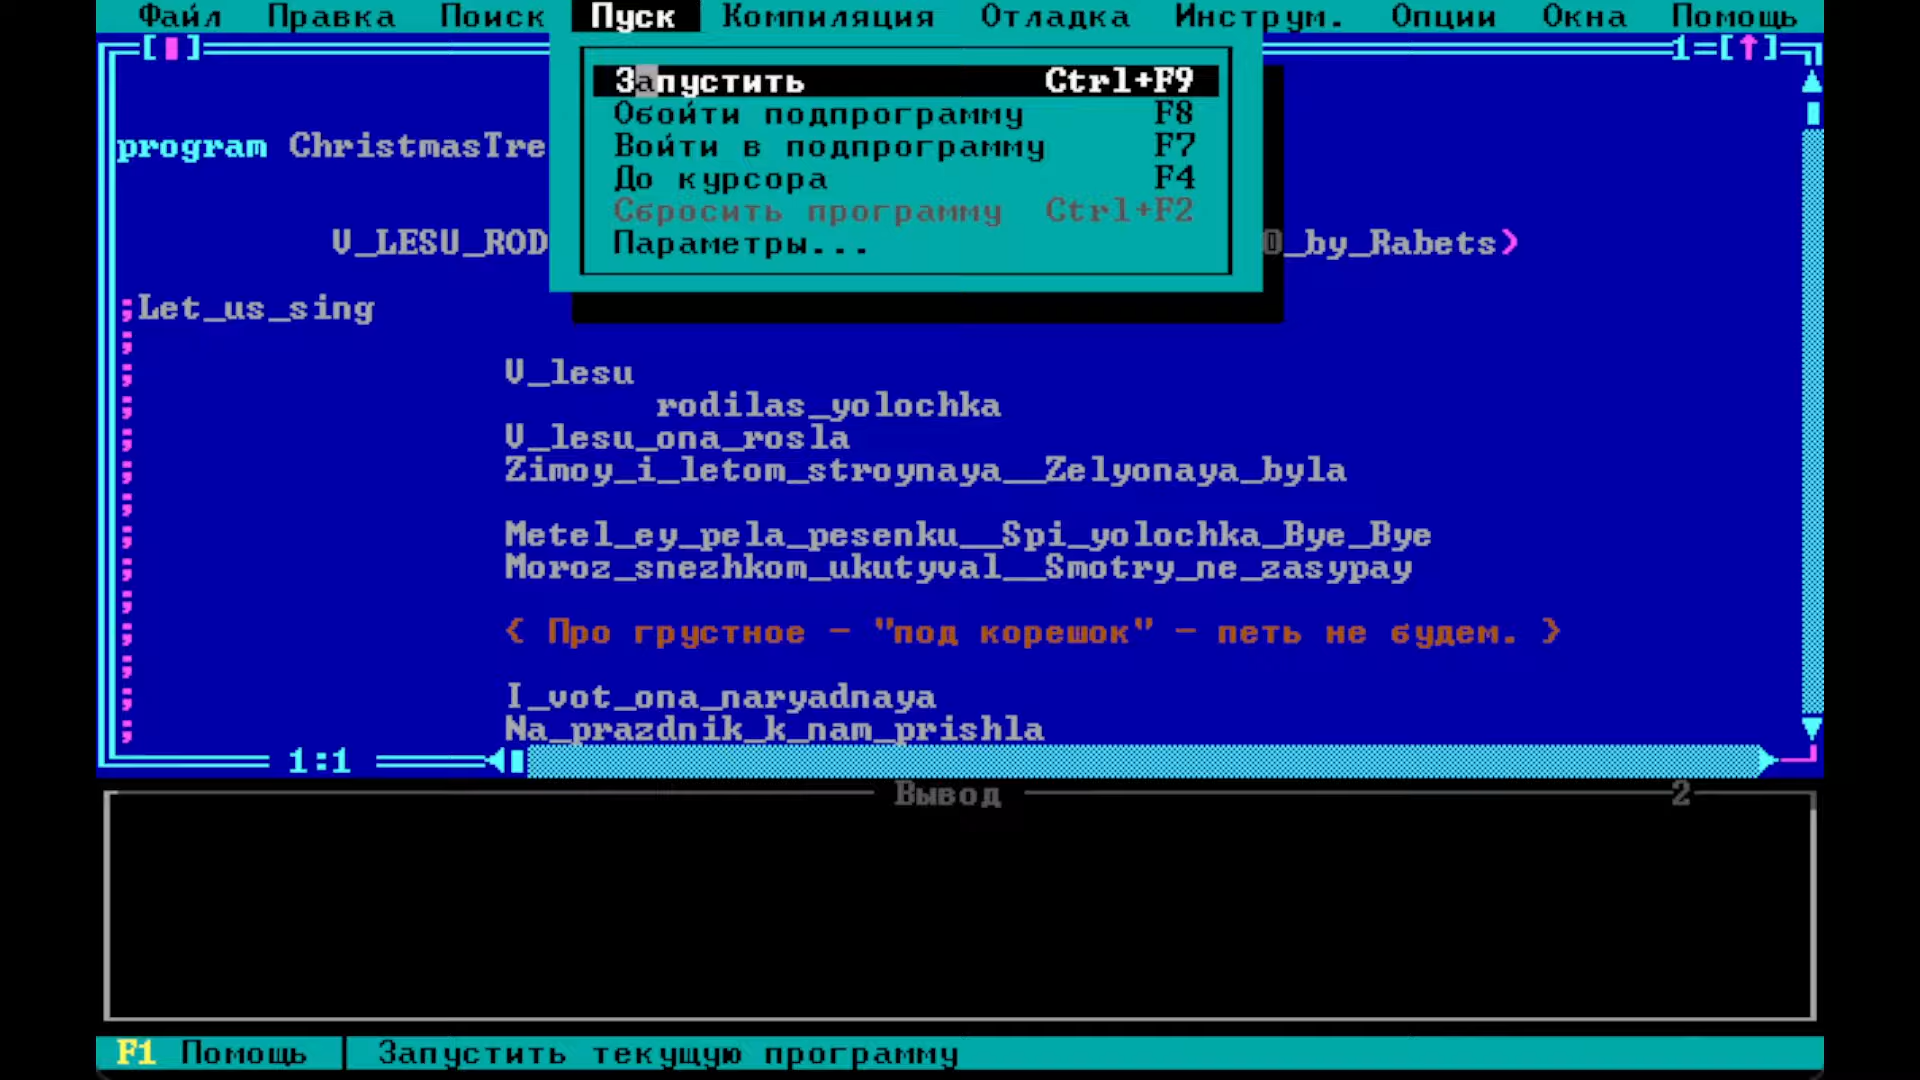 Файл Правка Поиск Пуск Компиляция Отладка Инструм. Опции Окна Помощь
[▮] 1=[↑]
Запустить Ctrl+F9
Обойти подпрограмму F8
Войти в подпрограмму F7
До курсора F4
Сбросить программу Ctrl+F2
Параметры...
program ChristmasTre
V_LESU_ROD O_by_Rabets>
;Let_us_sing
;
; V_lesu
; rodilas_yolochka
; V_lesu_ona_rosla
; Zimoy_i_letom_stroynaya__Zelyonaya_byla
;
; Metel_ey_pela_pesenku__Spi_yolochka_Bye_Bye
; Moroz_snezhkom_ukutyval__Smotry_ne_zasypay
;
; { Про грустное - "под корешок" - петь не будем. }
;
; I_vot_ona_naryadnaya
; Na_prazdnik_k_nam_prishla
1:1
Вывод 2
F1 Помощь | Запустить текущую программу